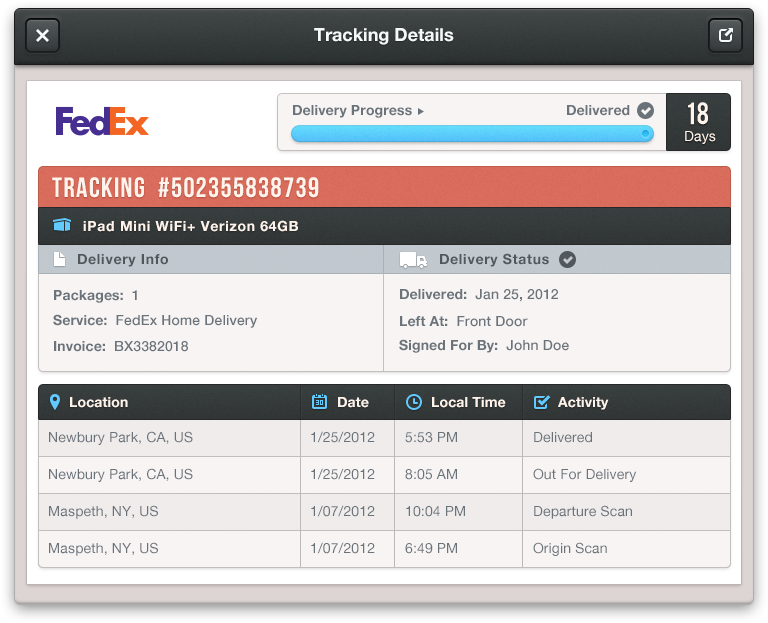 Tracking Details
FedEx
Delivery Progress
Delivered
18
Days
TRACKING #502355838739
iPad Mini WiFi+ Verizon 64GB
Delivery Info
Delivery Status
Packages: 1
Service: FedEx Home Delivery
Invoice: BX3382018
Delivered: Jan 25, 2012
Left At: Front Door
Signed For By: John Doe
Location 30 Date Local Time Activity
Newbury Park, CA, US 1/25/2012 5:53 PM Delivered
Newbury Park, CA, US 1/25/2012 8:05 AM Out For Delivery
Maspeth, NY, US 1/07/2012 10:04 PM Departure Scan
Maspeth, NY, US 1/07/2012 6:49 PM Origin Scan